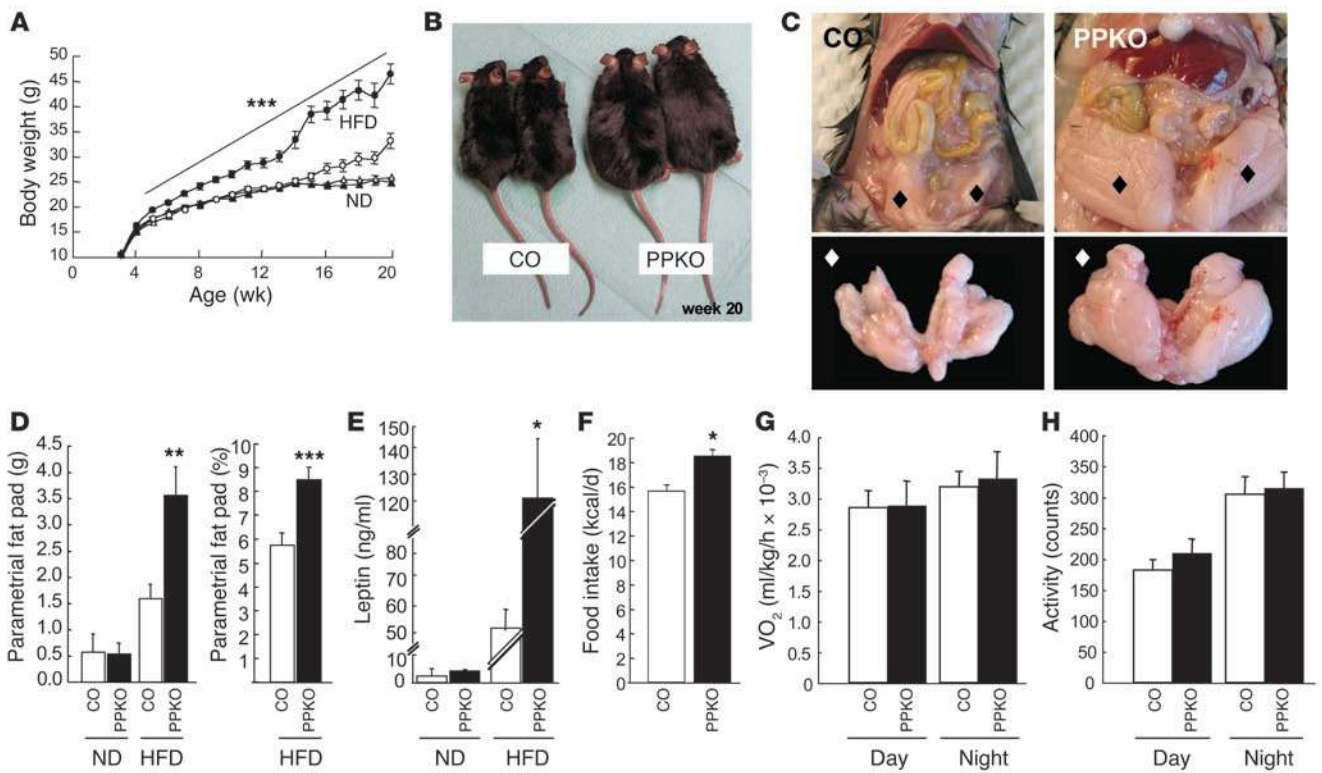 A
Body weight (g)
50
45
40
35
30
25
20
15
10
***
HFD
ND
0
4
8
12
16
20
Age (wk)
B
CO
PPKO
week 20
C
CO
PPKO
D
Parametrial fat pad (g)
4.5
4.0
3.5
3.0
2.5
2.0
1.5
1.0
0.5
0.0
**
CO
PPKO
CO
PPKO
ND
HFD
Parametrial fat pad (%)
10
9
8
7
6
5
4
3
2
1
***
CO
PPKO
HFD
E
Leptin (ng/ml)
150
140
130
120
80
60
50
10
0
*
CO
PPKO
CO
PPKO
ND
HFD
F
Food intake (kcal/d)
20
18
16
14
12
10
8
6
4
2
0
*
CO
PPKO
G
VO₂ (ml/kg/h × 10⁻³)
4.0
3.5
3.0
2.5
2.0
1.5
1.0
0.5
0.0
CO
PPKO
CO
PPKO
Day
Night
H
Activity (counts)
400
350
300
250
200
150
100
50
0
CO
PPKO
CO
PPKO
Day
Night